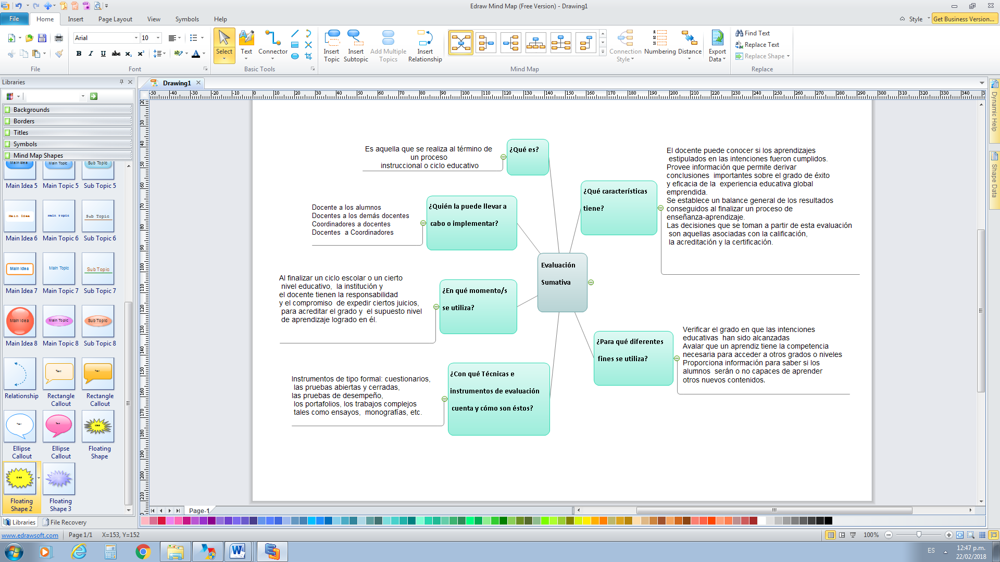 Edraw Mind Map (Free Version) - Drawing1
File Home Insert Page Layout View Symbols Help
Style Get Business Version...
Arial 10
Select Text Connector
Insert Topic
Insert Subtopic
Add Multiple Topics
Insert Relationship
Connection Style
Numbering Distance
Export Data
Find Text
Replace Text
Replace Shape
File Font Basic Tools Mind Map Replace
Libraries
Drawing1
Backgrounds
Borders
Titles
Symbols
Mind Map Shapes
Main Idea 5 Main Topic 5 Sub Topic 5
Main Idea 6 Main Topic 6 Sub Topic 6
Main Idea 7 Main Topic 7 Sub Topic 7
Main Idea 8 Main Topic 8 Sub Topic 8
Relationship Rectangle Callout Rectangle Callout
Ellipse Callout Ellipse Callout Floating Shape
Floating Shape 2 Floating Shape 3
Libraries File Recovery
Evaluación
Sumativa
¿Qué es?
Es aquella que se realiza al término de
un proceso
instruccional o ciclo educativo
¿Quién la puede llevar a
cabo o implementar?
Docente a los alumnos
Docentes a los demás docentes
Coordinadores a docentes
Docentes a Coordinadores
¿En qué momento/s
se utiliza?
Al finalizar un ciclo escolar o un cierto
nivel educativo, la institución y
el docente tienen la responsabilidad
y el compromiso de expedir ciertos juicios,
para acreditar el grado y el supuesto nivel
de aprendizaje logrado en él.
¿Con qué Técnicas e
instrumentos de evaluación
cuenta y cómo son éstos?
Instrumentos de tipo formal: cuestionarios,
las pruebas abiertas y cerradas,
las pruebas de desempeño,
los portafolios, los trabajos complejos
tales como ensayos, monografías, etc.
¿Qué características
tiene?
El docente puede conocer si los aprendizajes
estipulados en las intenciones fueron cumplidos.
Provee información que permite derivar
conclusiones importantes sobre el grado de éxito
y eficacia de la experiencia educativa global
emprendida.
Se establece un balance general de los resultados
conseguidos al finalizar un proceso de
enseñanza-aprendizaje.
Las decisiones que se toman a partir de esta evaluación
son aquellas asociadas con la calificación,
la acreditación y la certificación.
¿Para qué diferentes
fines se utiliza?
Verificar el grado en que las intenciones
educativas han sido alcanzadas
Avalar que un aprendiz tiene la competencia
necesaria para acceder a otros grados o niveles
Proporciona información para saber si los
alumnos serán o no capaces de aprender
otros nuevos contenidos.
Dynamic Help
Shape Data
Page-1
www.edrawsoft.com Page 1/1 X=153, Y=152 100%
ES 12:47 p.m.
22/02/2018